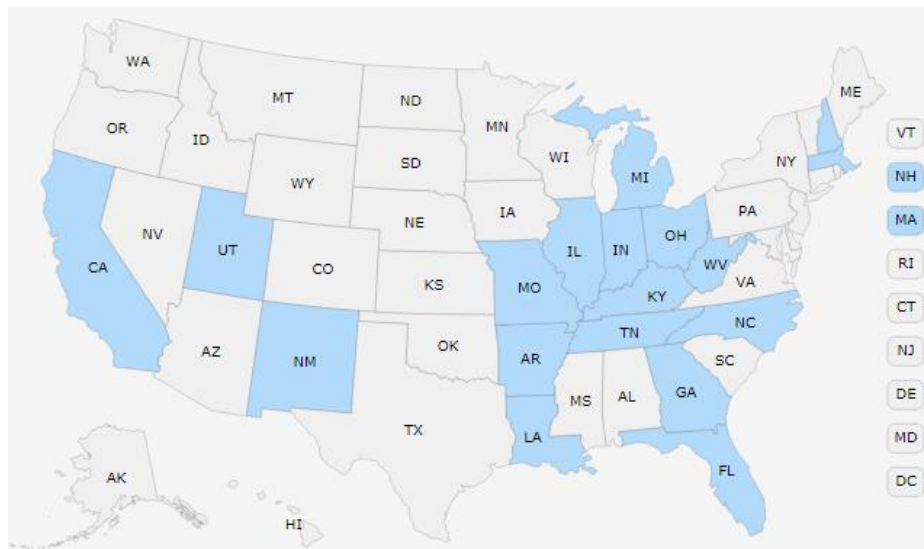 WA
MT
ND
MN
ME
OR
ID
SD
WI
MI
NY
VT
WY
NH
IA
PA
NE
MA
NV
UT
CO
IL
IN
OH
WV
CA
KS
MO
KY
VA
RI
CT
NC
TN
AZ
NM
OK
AR
SC
NJ
MS
AL
GA
DE
TX
LA
MD
FL
AK
DC
HI